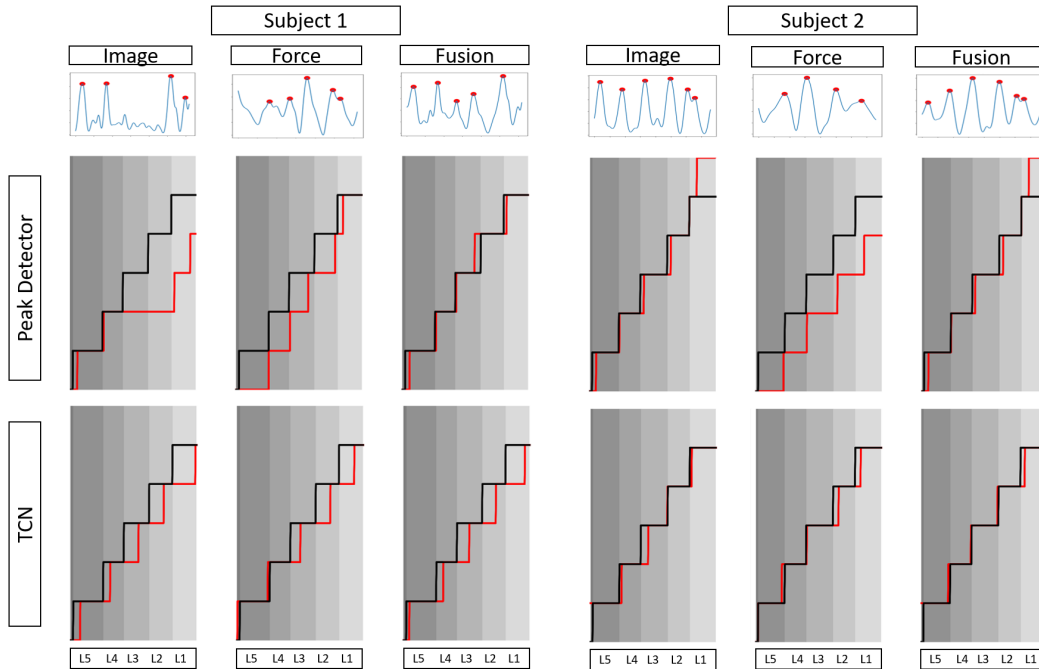 Subject 1
Subject 2
Image
Force
Fusion
Image
Force
Fusion
Peak Detector
TCN
L5 L4 L3 L2 L1
L5 L4 L3 L2 L1
L5 L4 L3 L2 L1
L5 L4 L3 L2 L1
L5 L4 L3 L2 L1
L5 L4 L3 L2 L1